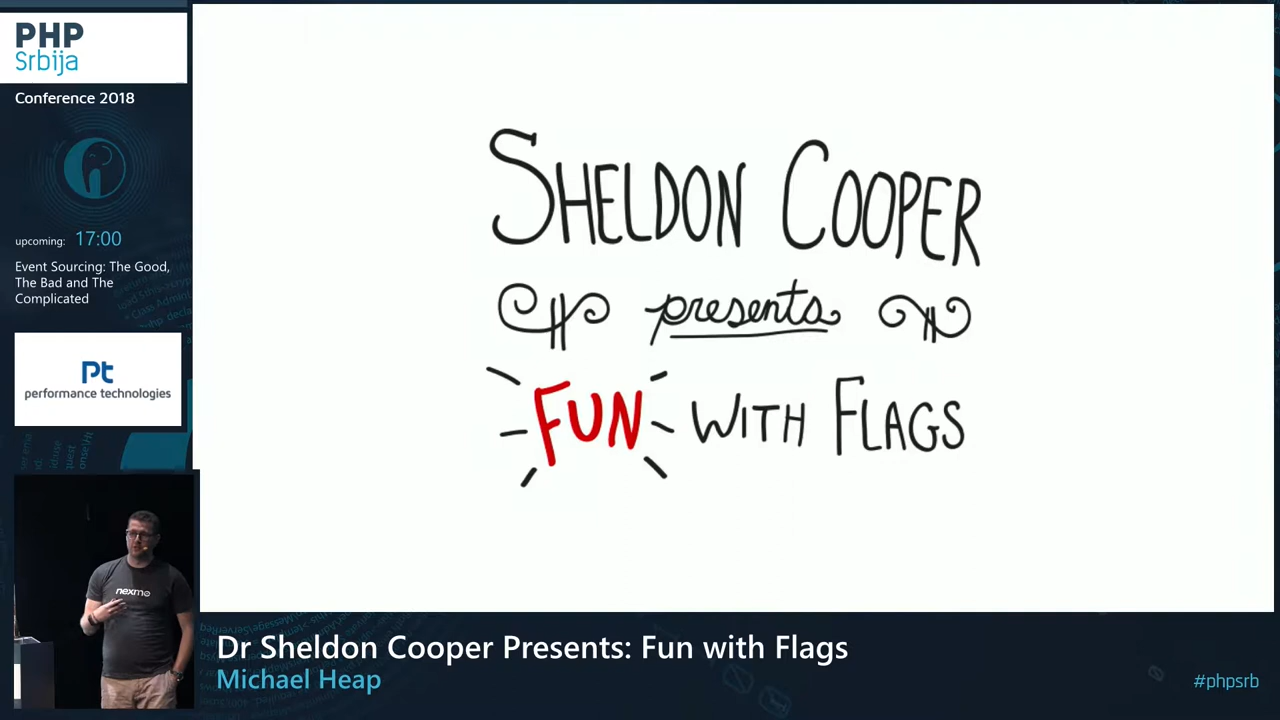 PHP
Srbija
Conference 2018
upcoming: 17:00
Event Sourcing: The Good,
The Bad and The
Complicated
Pt
performance technologies
SHELDON COOPER
presents
FUN WITH FLAGS
nexmo
Dr Sheldon Cooper Presents: Fun with Flags
Michael Heap
#phpsrb